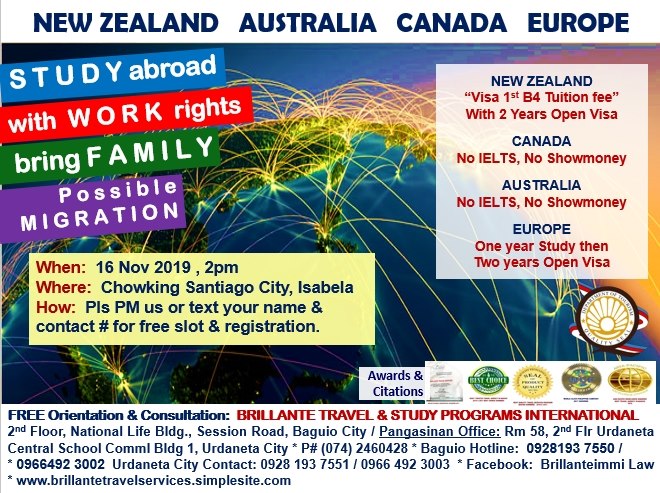 NEW ZEALAND AUSTRALIA CANADA EUROPE
STUDY abroad
with WORK rights
bring FAMILY
Possible
MIGRATION
NEW ZEALAND
“Visa 1st B4 Tuition fee”
With 2 Years Open Visa
CANADA
No IELTS, No Showmoney
AUSTRALIA
No IELTS, No Showmoney
EUROPE
One year Study then
Two years Open Visa
When: 16 Nov 2019 , 2pm
Where: Chowking Santiago City, Isabela
How: Pls PM us or text your name &
contact # for free slot & registration.
Awards &
Citations
BEST CHOICE
REAL
PRODUCT
QUALITY
FREE Orientation & Consultation: BRILLANTE TRAVEL & STUDY PROGRAMS INTERNATIONAL
2nd Floor, National Life Bldg., Session Road, Baguio City / Pangasinan Office: Rm 58, 2nd Flr Urdaneta
Central School Comml Bldg 1, Urdaneta City * P# (074) 2460428 * Baguio Hotline: 0928193 7550 /
* 0966492 3002 Urdaneta City Contact: 0928 193 7551 / 0966 492 3003 * Facebook: Brillanteimmi Law
* www.brillantetravelservices.simplesite.com